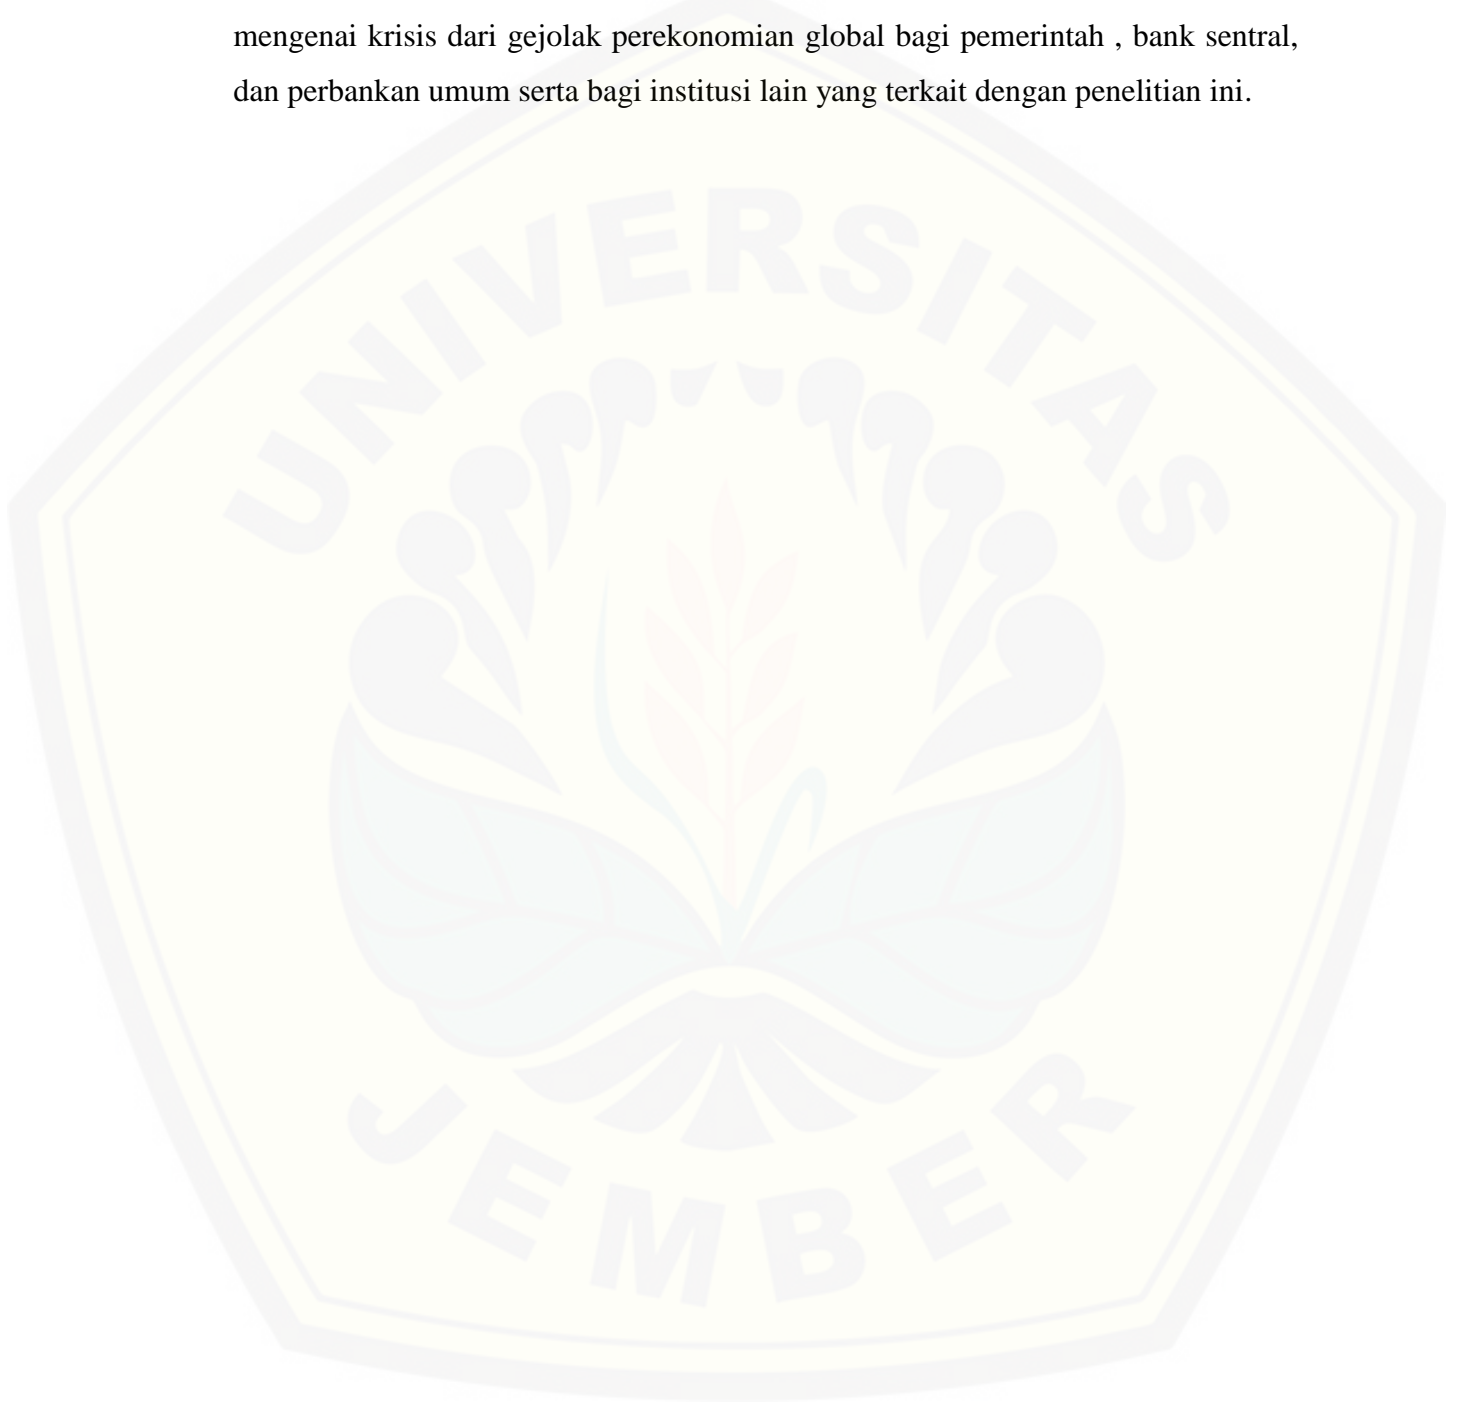 mengenai krisis dari gejolak perekonomian global bagi pemerintah , bank sentral,
dan perbankan umum serta bagi institusi lain yang terkait dengan penelitian ini.
UNIVERSITAS
JEMBER